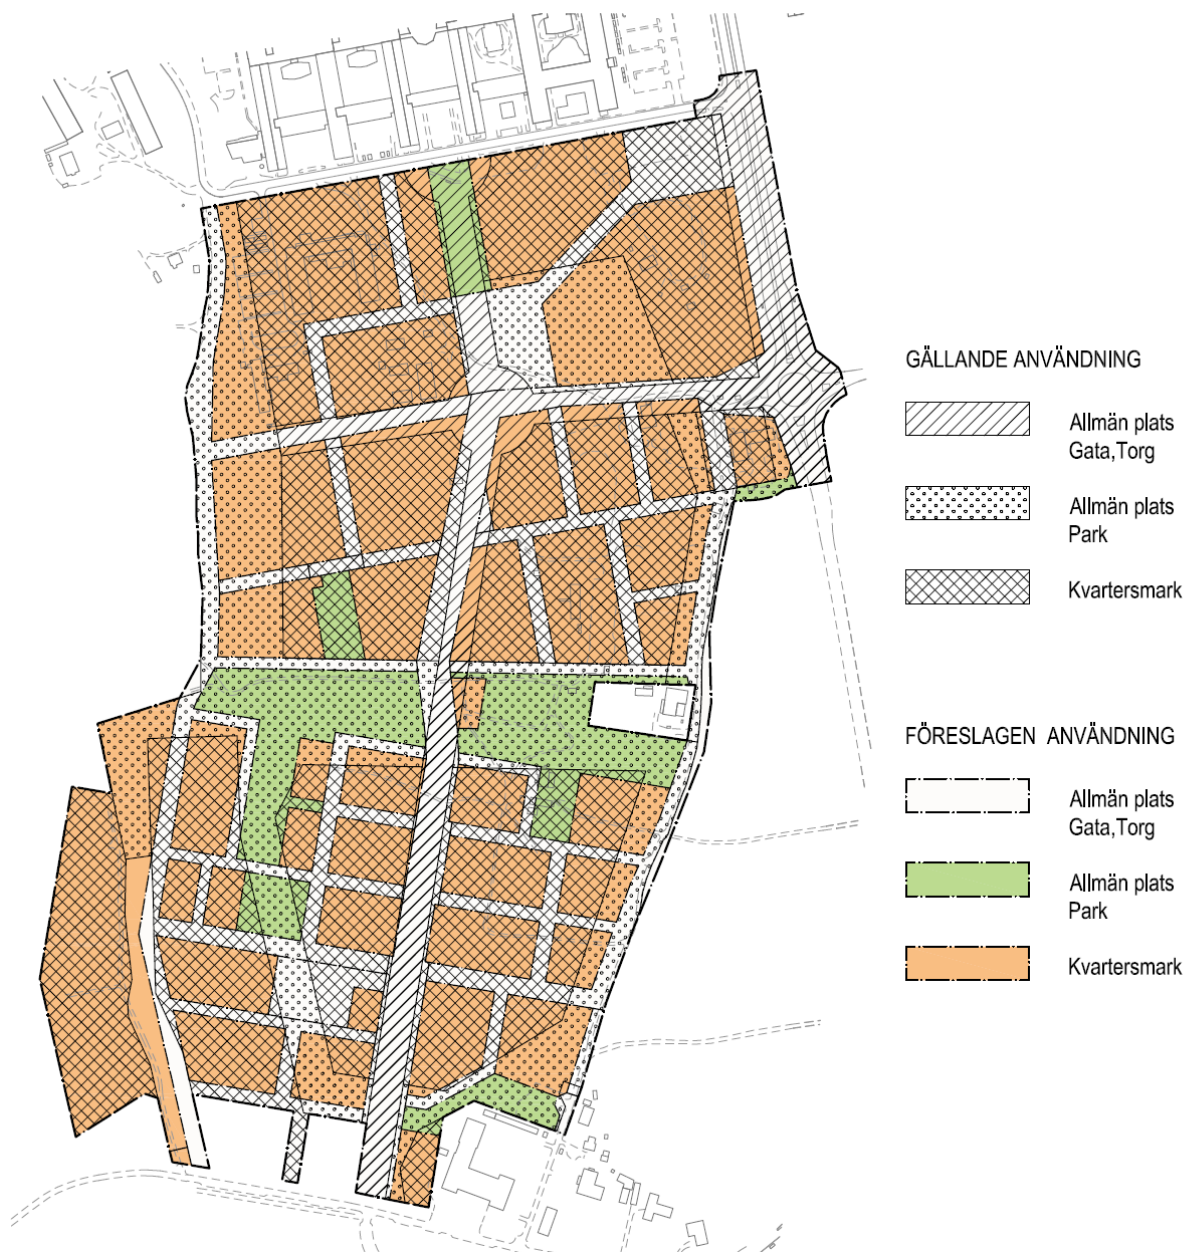 GÄLLANDE ANVÄNDNING
Allmän plats
Gata,Torg
Allmän plats
Park
Kvartersmark
FÖRESLAGEN ANVÄNDNING
Allmän plats
Gata,Torg
Allmän plats
Park
Kvartersmark